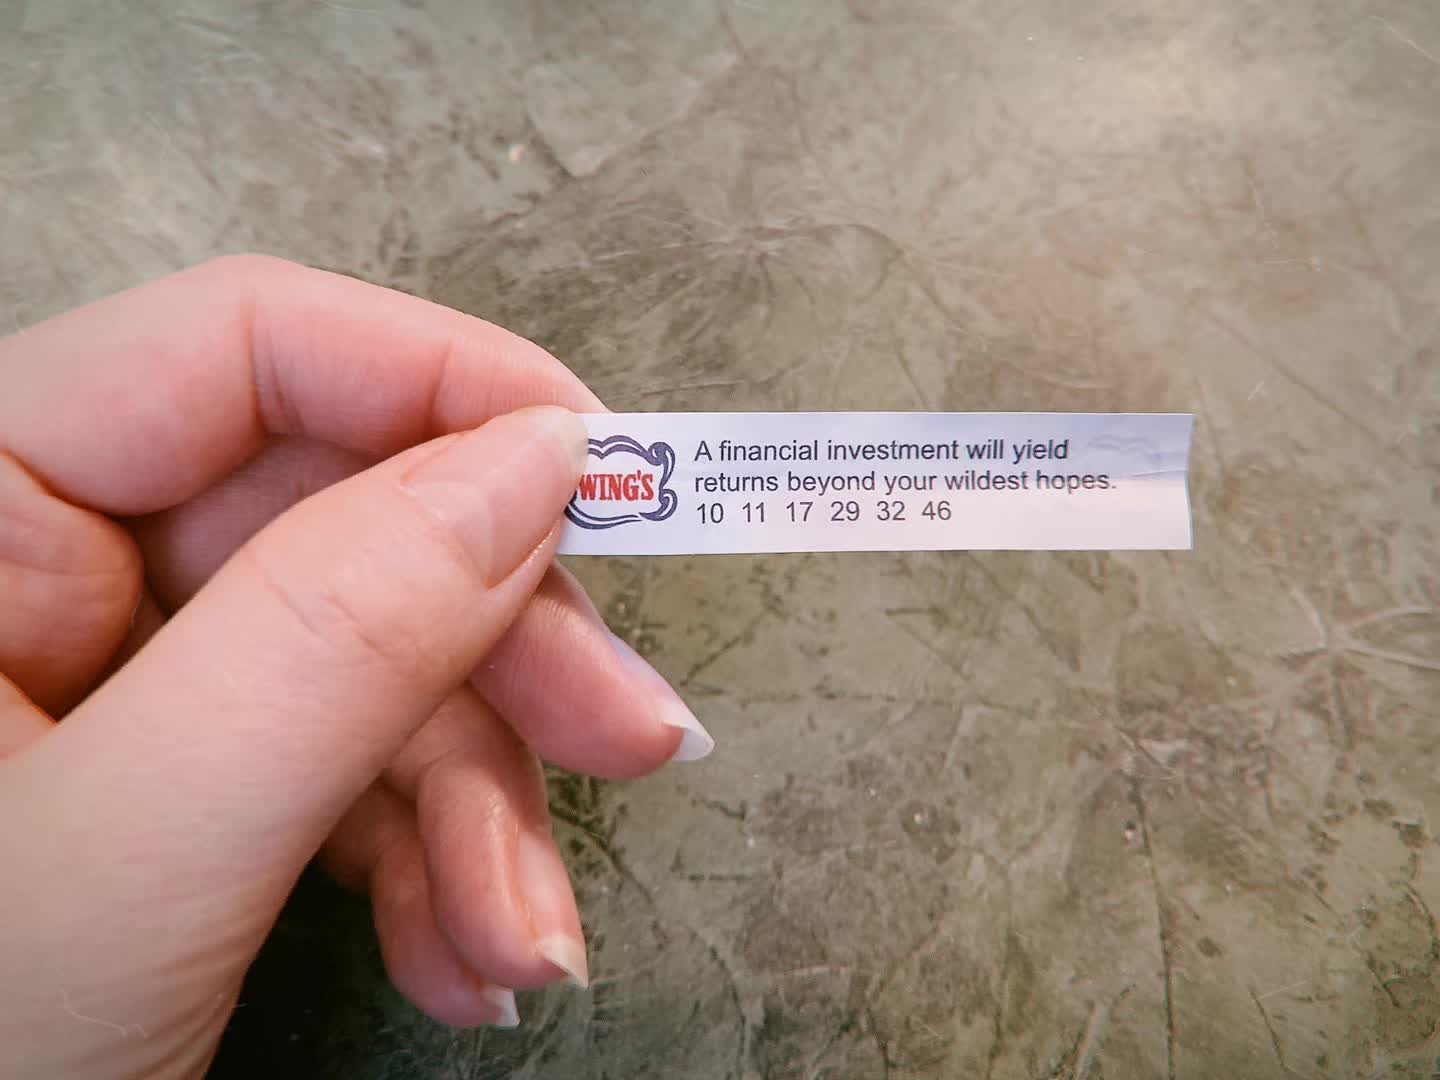 WING'S
A financial investment will yield
returns beyond your wildest hopes.
10 11 17 29 32 46